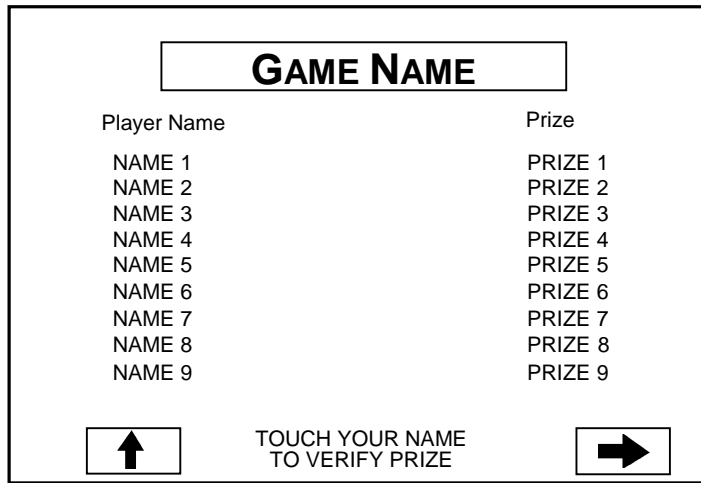 GAME NAME
Player Name Prize
NAME 1 PRIZE 1
NAME 2 PRIZE 2
NAME 3 PRIZE 3
NAME 4 PRIZE 4
NAME 5 PRIZE 5
NAME 6 PRIZE 6
NAME 7 PRIZE 7
NAME 8 PRIZE 8
NAME 9 PRIZE 9
TOUCH YOUR NAME
TO VERIFY PRIZE